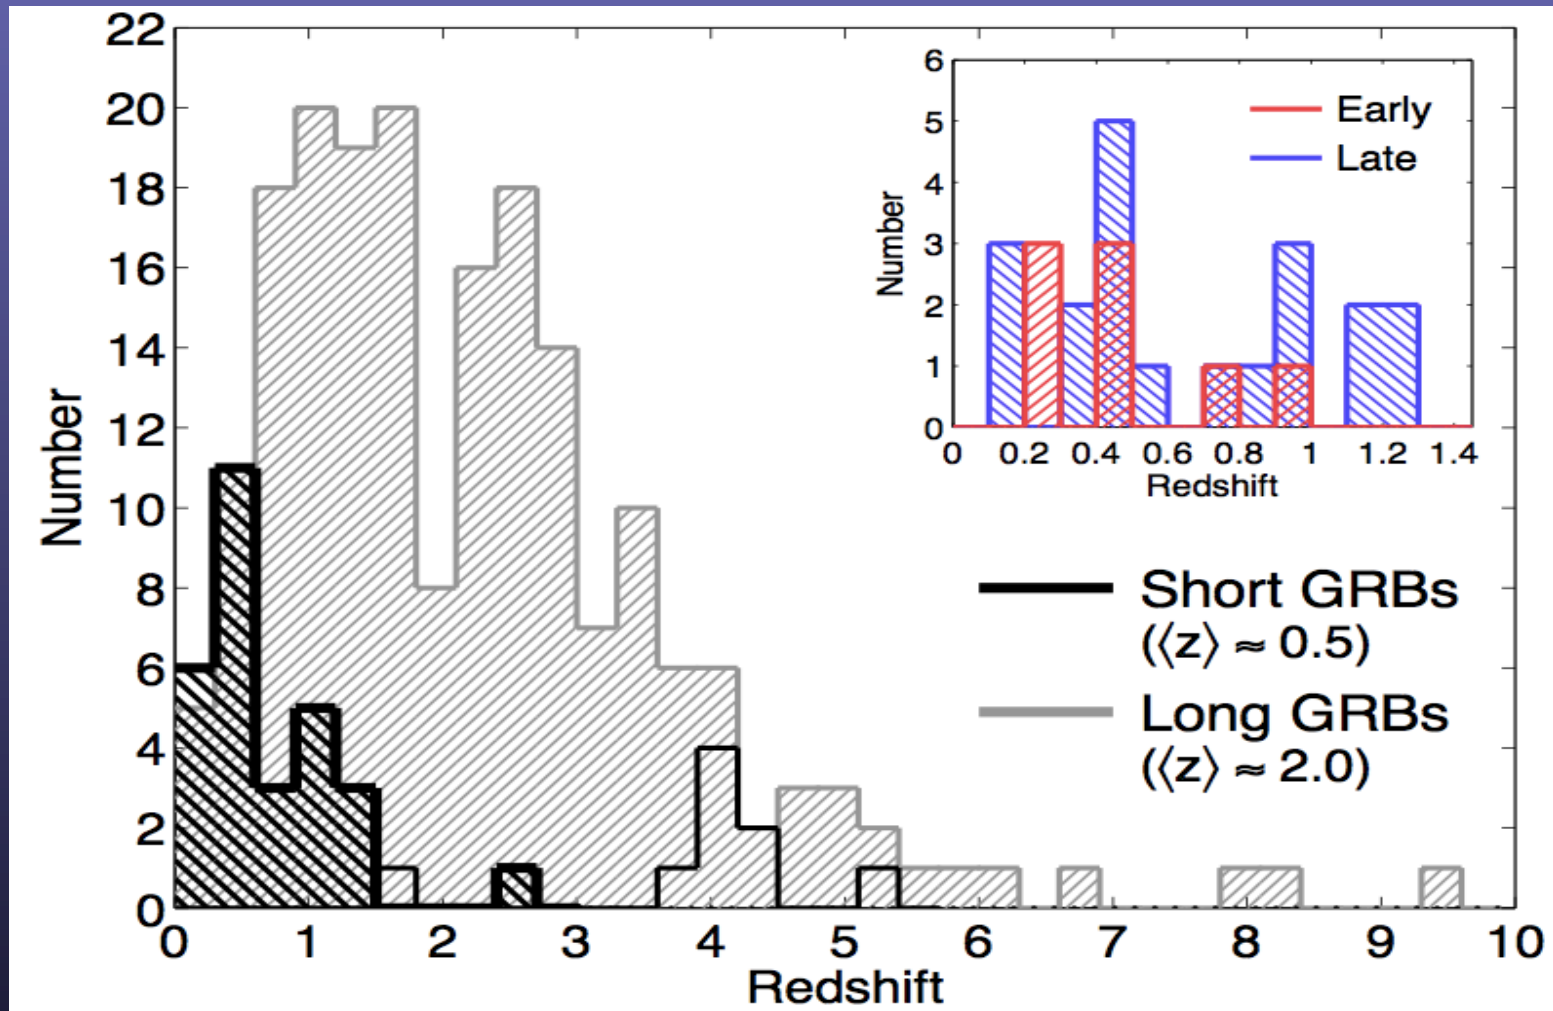 22
20
18
16
14
12
10
8
6
4
2
0
Number
0 1 2 3 4 5 6 7 8 9 10
Redshift
6
5
4
3
2
1
0
Number
Early
Late
0 0.2 0.4 0.6 0.8 1 1.2 1.4
Redshift
Short GRBs
(⟨z⟩ ≈ 0.5)
Long GRBs
(⟨z⟩ ≈ 2.0)